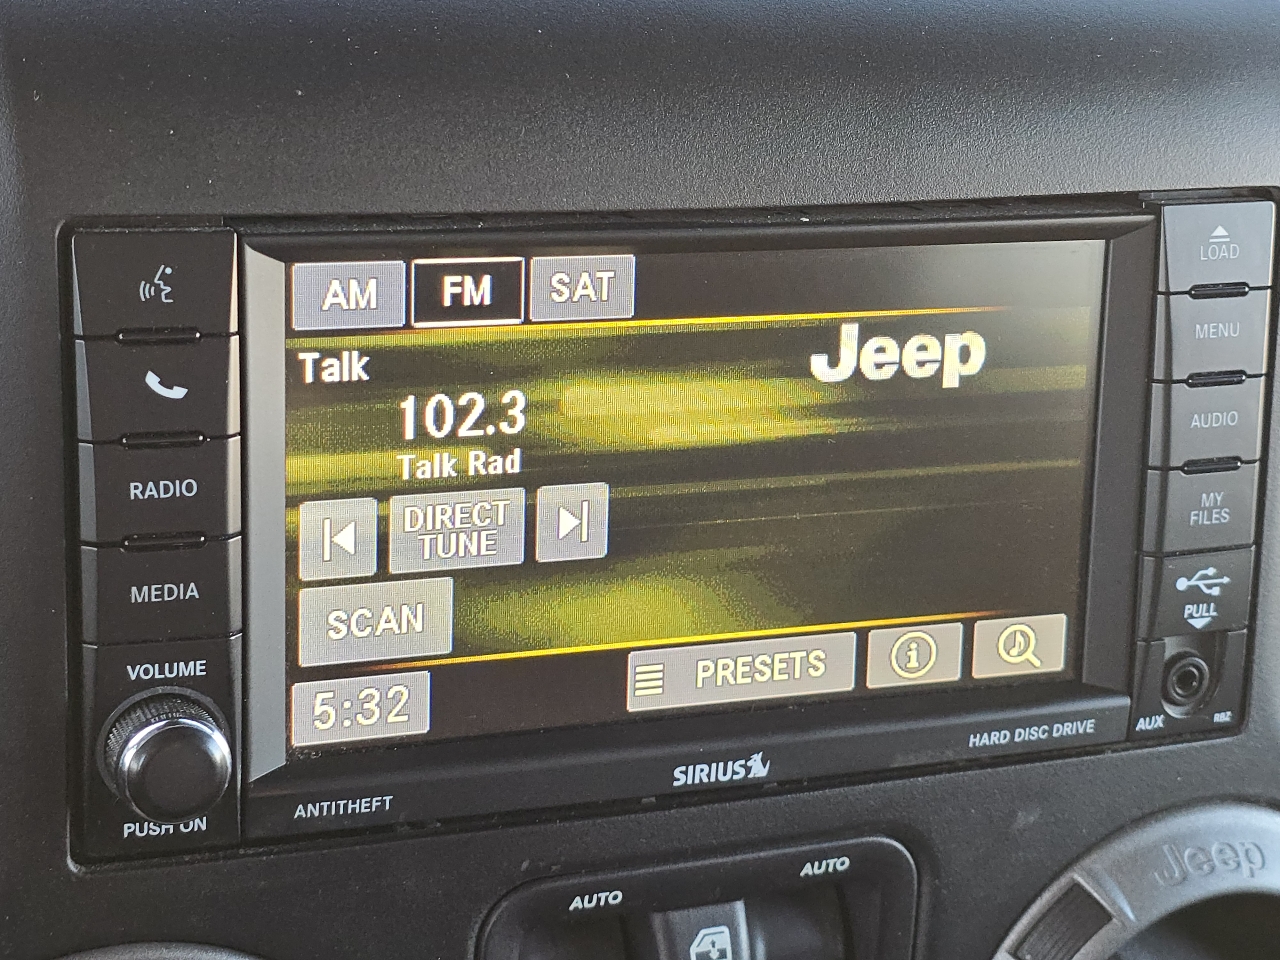 LOAD
MENU
AUDIO
MY
FILES
PULL
AUX
RBZ
RADIO
MEDIA
VOLUME
PUSH ON
AM FM SAT
Talk
Jeep
102.3
Talk Rad
DIRECT
TUNE
SCAN
5:32
PRESETS
i
SIRIUS
HARD DISC DRIVE
ANTITHEFT
AUTO
AUTO
Jeep